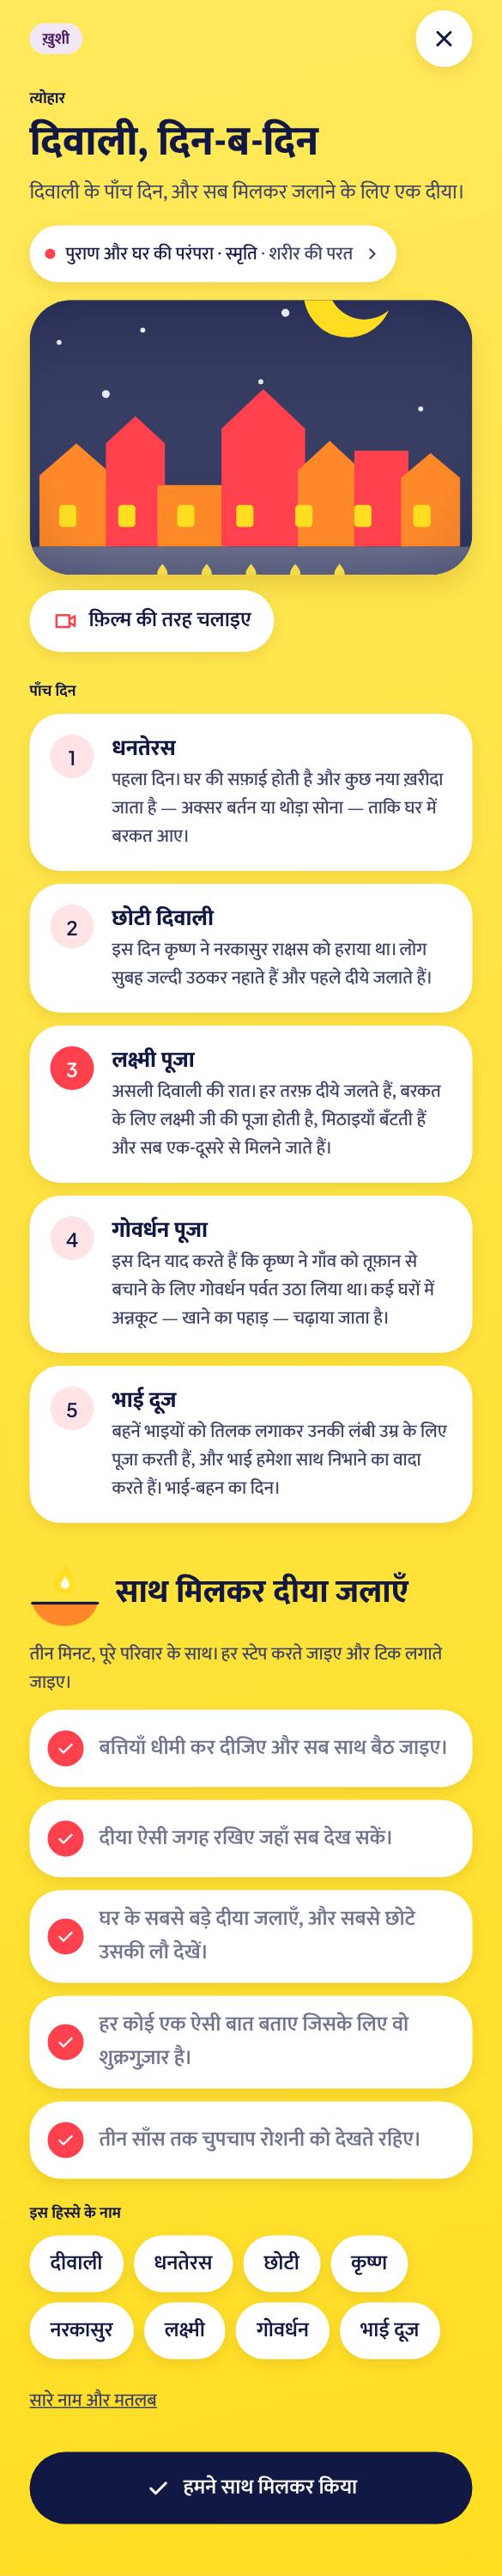 ख़ुशी
त्योहार
दिवाली, दिन-ब-दिन
दिवाली के पाँच दिन, और सब मिलकर जलाने के लिए एक दीया।
पुराण और घर की परंपरा · स्मृति · शरीर की परत
फ़िल्म की तरह चलाइए
पाँच दिन
1
धनतेरस
पहला दिन। घर की सफ़ाई होती है और कुछ नया ख़रीदा
जाता है — अक्सर बर्तन या थोड़ा सोना — ताकि घर में
बरकत आए।
2
छोटी दिवाली
इस दिन कृष्ण ने नरकासुर राक्षस को हराया था। लोग
सुबह जल्दी उठकर नहाते हैं और पहले दीये जलाते हैं।
3
लक्ष्मी पूजा
असली दिवाली की रात। हर तरफ़ दीये जलते हैं, बरकत
के लिए लक्ष्मी जी की पूजा होती है, मिठाइयाँ बँटती हैं
और सब एक-दूसरे से मिलने जाते हैं।
4
गोवर्धन पूजा
इस दिन याद करते हैं कि कृष्ण ने गाँव को तूफ़ान से
बचाने के लिए गोवर्धन पर्वत उठा लिया था। कई घरों में
अन्नकूट — खाने का पहाड़ — चढ़ाया जाता है।
5
भाई दूज
बहनें भाइयों को तिलक लगाकर उनकी लंबी उम्र के लिए
पूजा करती हैं, और भाई हमेशा साथ निभाने का वादा
करते हैं। भाई-बहन का दिन।
साथ मिलकर दीया जलाएँ
तीन मिनट, पूरे परिवार के साथ। हर स्टेप करते जाइए और टिक लगाते
जाइए।
बत्तियाँ धीमी कर दीजिए और सब साथ बैठ जाइए।
दीया ऐसी जगह रखिए जहाँ सब देख सकें।
घर के सबसे बड़े दीया जलाएँ, और सबसे छोटे
उसकी लौ देखें।
हर कोई एक ऐसी बात बताए जिसके लिए वो
शुक्रगुज़ार है।
तीन साँस तक चुपचाप रोशनी को देखते रहिए।
इस हिस्से के नाम
दीवाली धनतेरस छोटी कृष्ण
नरकासुर लक्ष्मी गोवर्धन भाई दूज
सारे नाम और मतलब
हमने साथ मिलकर किया